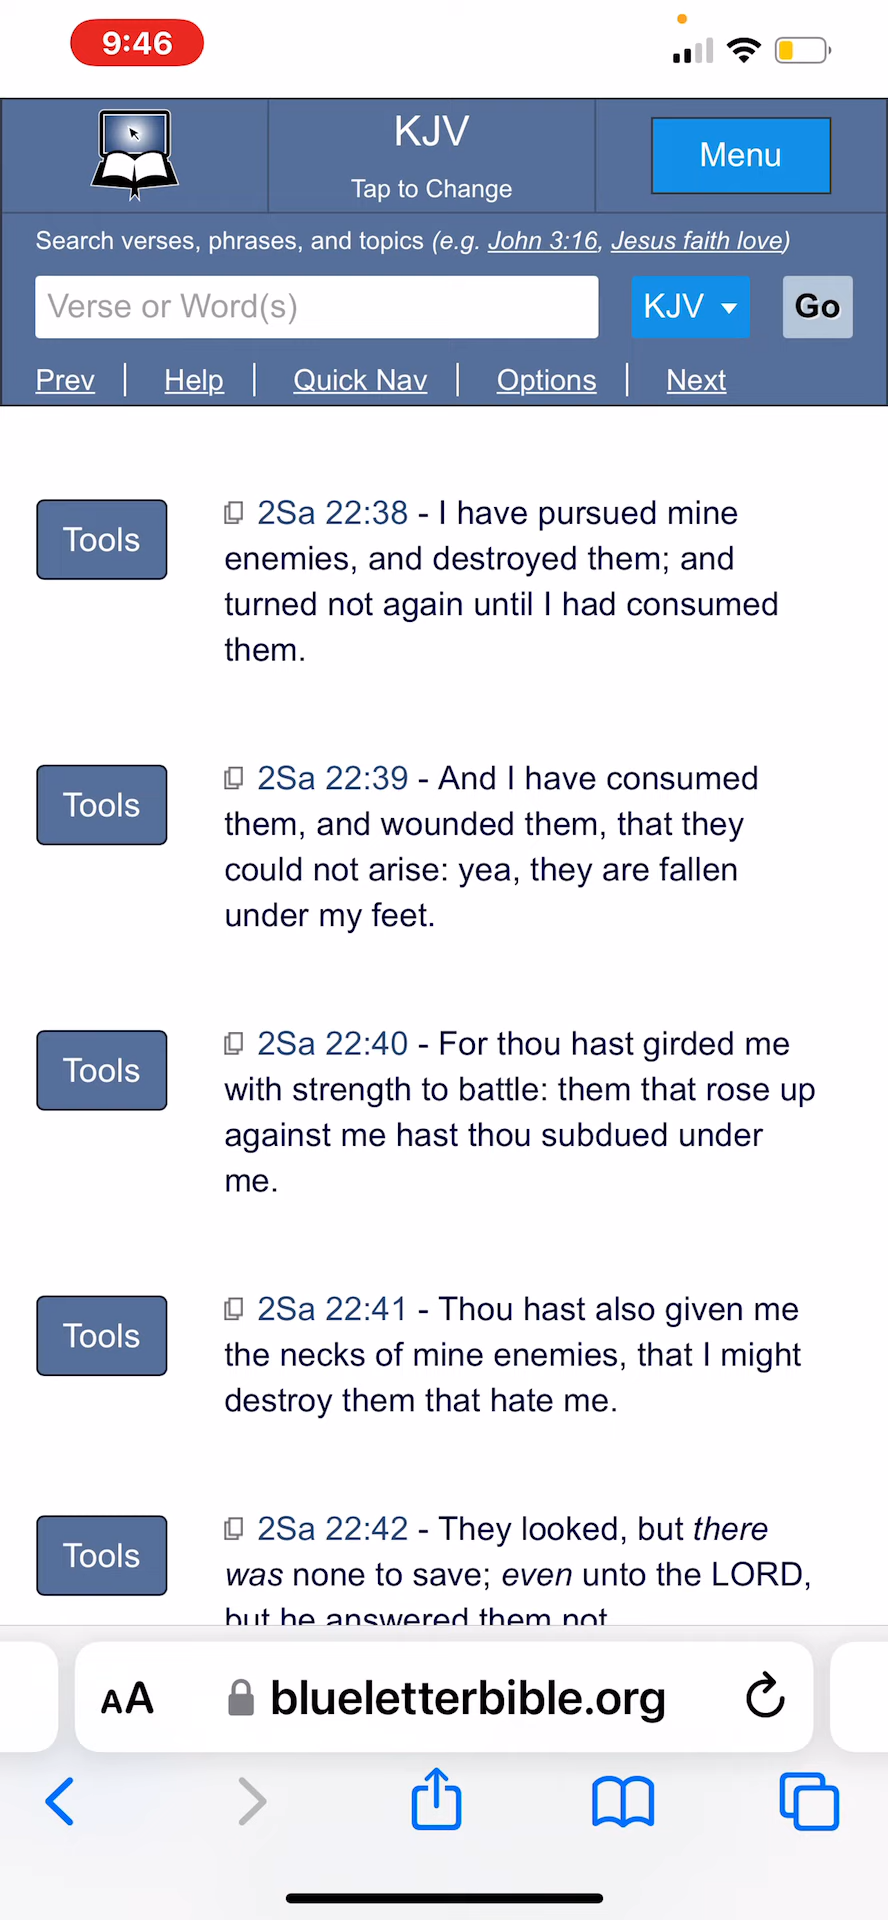 9:46
KJV
Tap to Change
Menu
Search verses, phrases, and topics (e.g. John 3:16, Jesus faith love)
Verse or Word(s)
KJV
Go
Prev | Help | Quick Nav | Options | Next
Tools
2Sa 22:38 - I have pursued mine
enemies, and destroyed them; and
turned not again until I had consumed
them.
Tools
2Sa 22:39 - And I have consumed
them, and wounded them, that they
could not arise: yea, they are fallen
under my feet.
Tools
2Sa 22:40 - For thou hast girded me
with strength to battle: them that rose up
against me hast thou subdued under
me.
Tools
2Sa 22:41 - Thou hast also given me
the necks of mine enemies, that I might
destroy them that hate me.
Tools
2Sa 22:42 - They looked, but there
was none to save; even unto the LORD,
but he answered them not
AA
blueletterbible.org